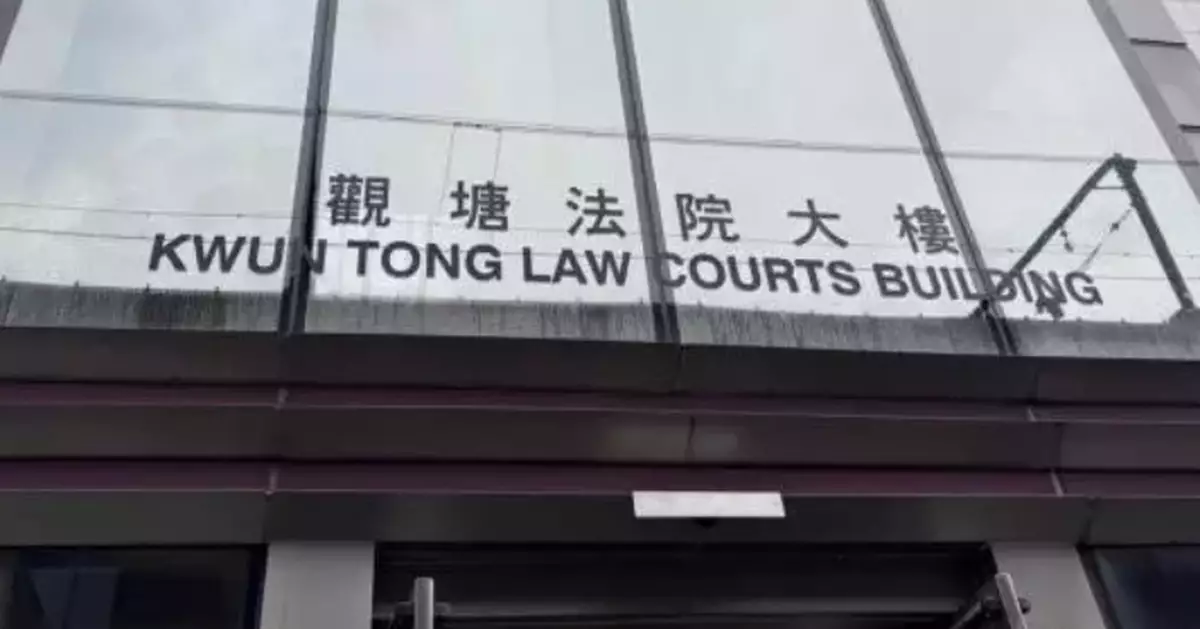 觀塘法院大樓
KWUN TONG LAW COURTS BUILDING